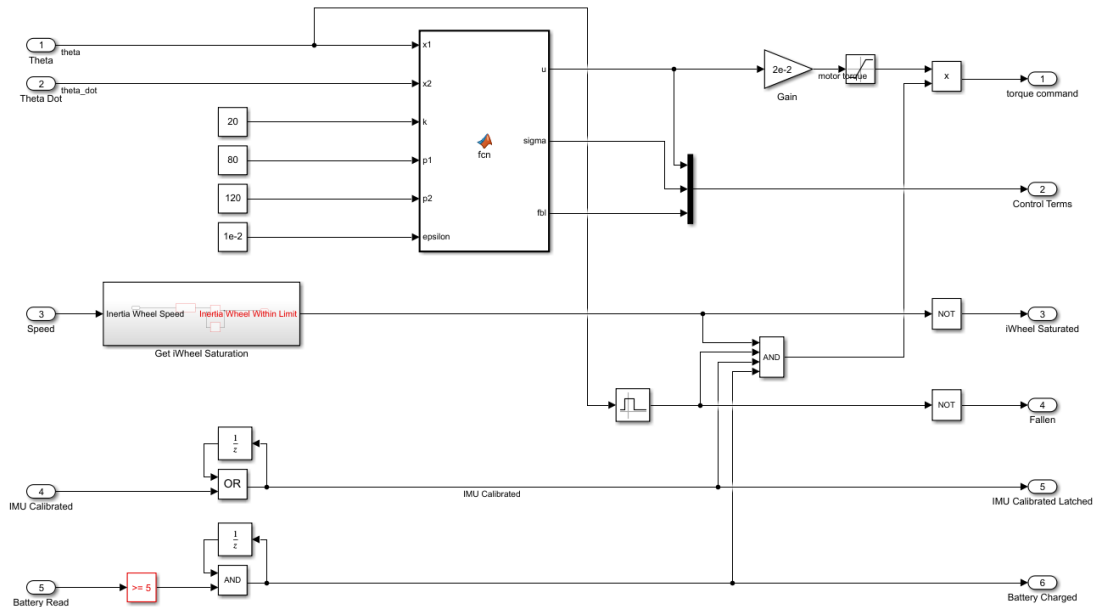 1
Theta
theta
2
Theta Dot
theta_dot
20
80
120
1e-2
x1
x2
k
p1
p2
epsilon
fcn
u
sigma
fbl
2e-2
Gain
motor torque
x
1
torque command
2
Control Terms
3
Speed
Inertia Wheel Speed
Inertia Wheel Within Limit
Get iWheel Saturation
AND
NOT
3
iWheel Saturated
NOT
4
Fallen
1
z
OR
4
IMU Calibrated
IMU Calibrated
5
IMU Calibrated Latched
1
z
AND
5
Battery Read
>= 5
6
Battery Charged